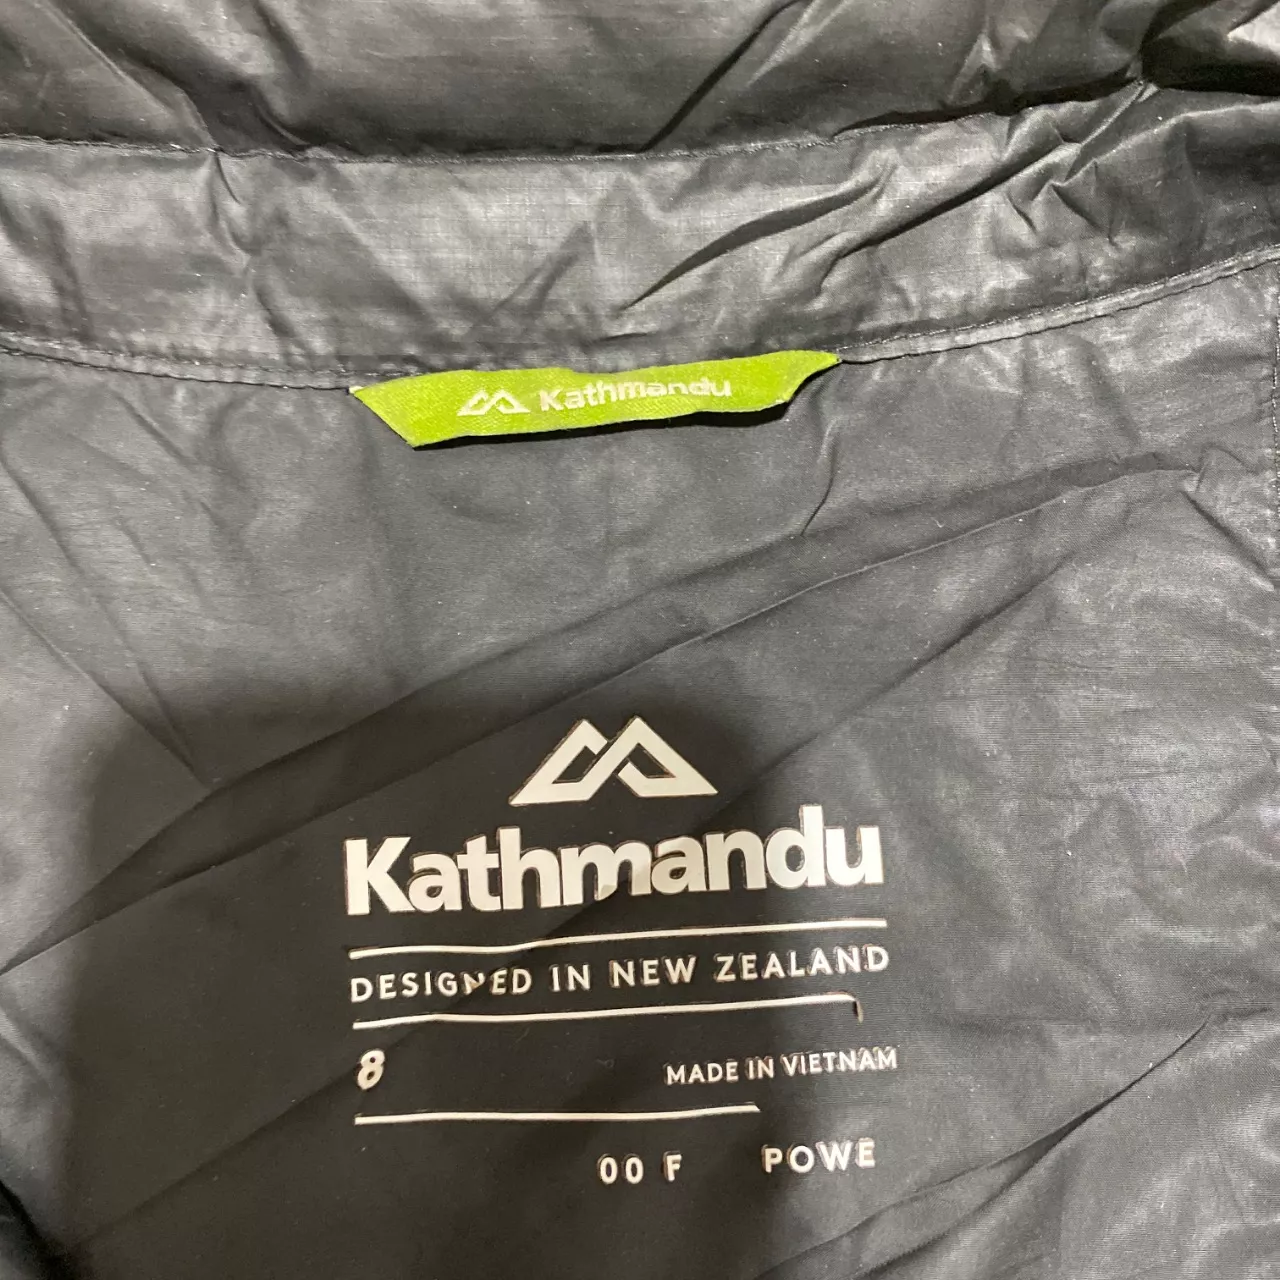 Kathmandu
Kathmandu
DESIGNED IN NEW ZEALAND
8 MADE IN VIETNAM
00 F POWE